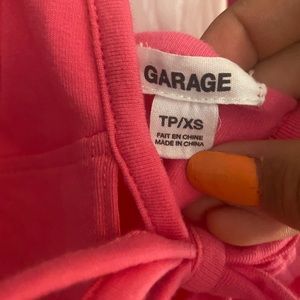 GARAGE
TP/XS
FAIT EN CHINE
MADE IN CHINA